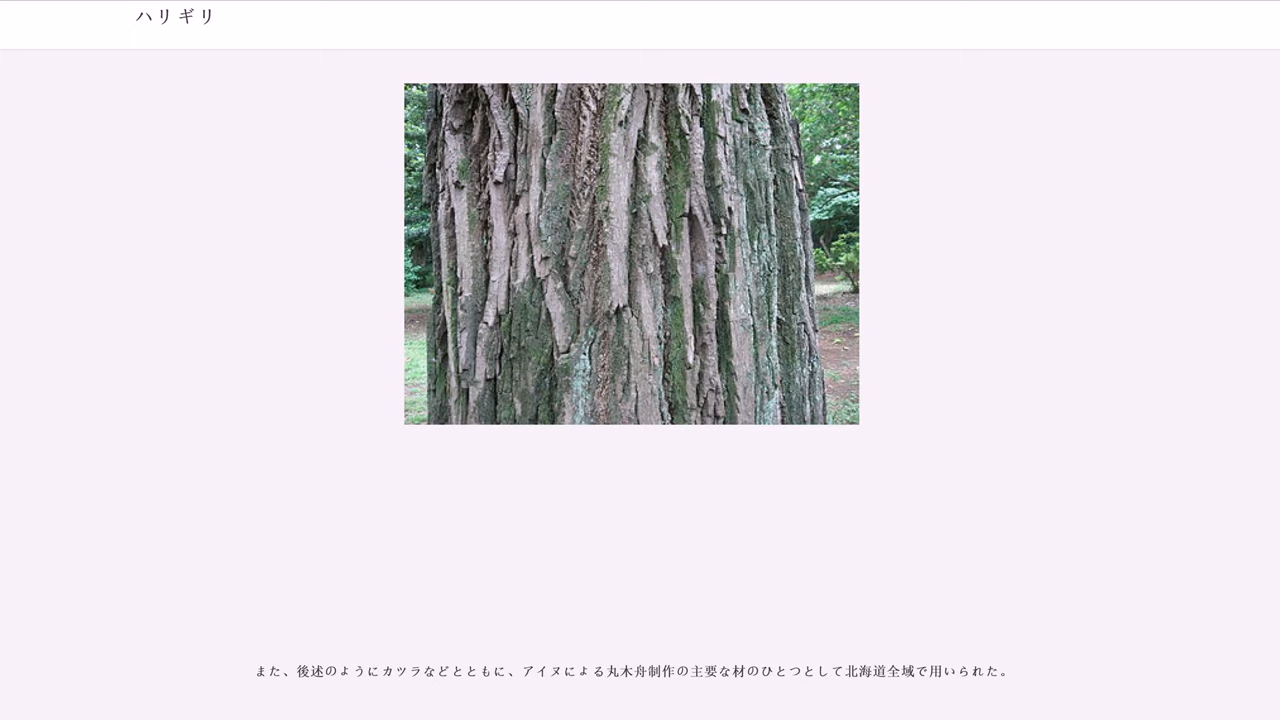 ハリギリ
また、後述のようにカツラなどとともに、アイヌによる丸木舟制作の主要な材のひとつとして北海道全域で用いられた。